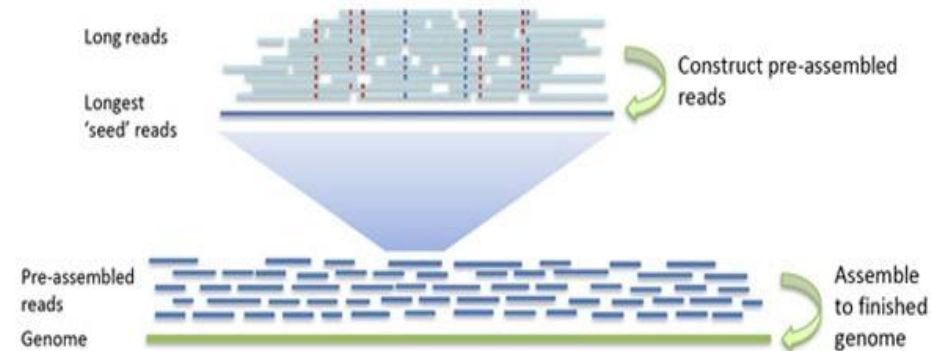 Long reads
Construct pre-assembled
reads
Longest
‘seed’ reads
Pre-assembled
reads
Assemble
to finished
genome
Genome